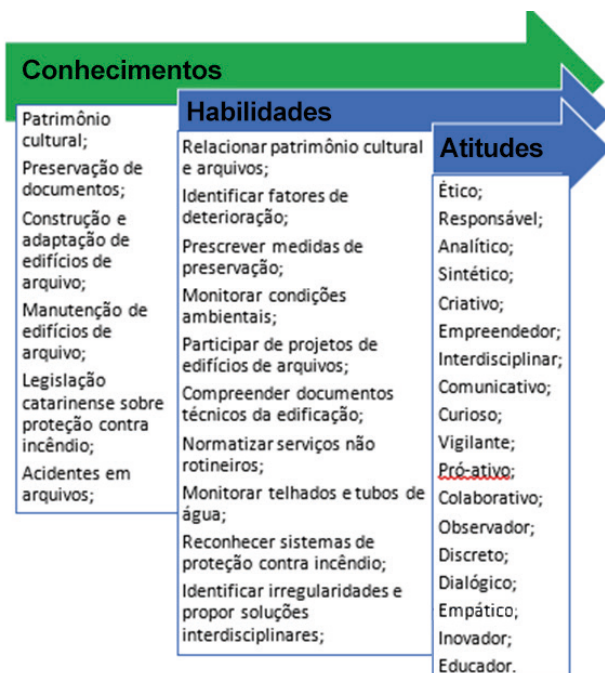 Conhecimentos
Patrimônio
cultural;
Preservação de
documentos;
Construção e
adaptação de
edifícios de
arquivo;
Manutenção de
edifícios de
arquivo;
Legislação
catarinense sobre
proteção contra
incêndio;
Acidentes em
arquivos;
Habilidades
Relacionar patrimônio cultural
e arquivos;
Identificar fatores de
deterioração;
Prescrever medidas de
preservação;
Monitorar condições
ambientais;
Participar de projetos de
edifícios de arquivos;
Compreender documentos
técnicos da edificação;
Normatizar serviços não
rotineiros;
Monitorar telhados e tubos de
água;
Reconhecer sistemas de
proteção contra incêndio;
Identificar irregularidades e
propor soluções
interdisciplinares;
Atitudes
Ético;
Responsável;
Analítico;
Sintético;
Criativo;
Empreendedor;
Interdisciplinar;
Comunicativo;
Curioso;
Vigilante;
Pró-ativo;
Colaborativo;
Observador;
Discreto;
Dialógico;
Empático;
Inovador;
Educador.